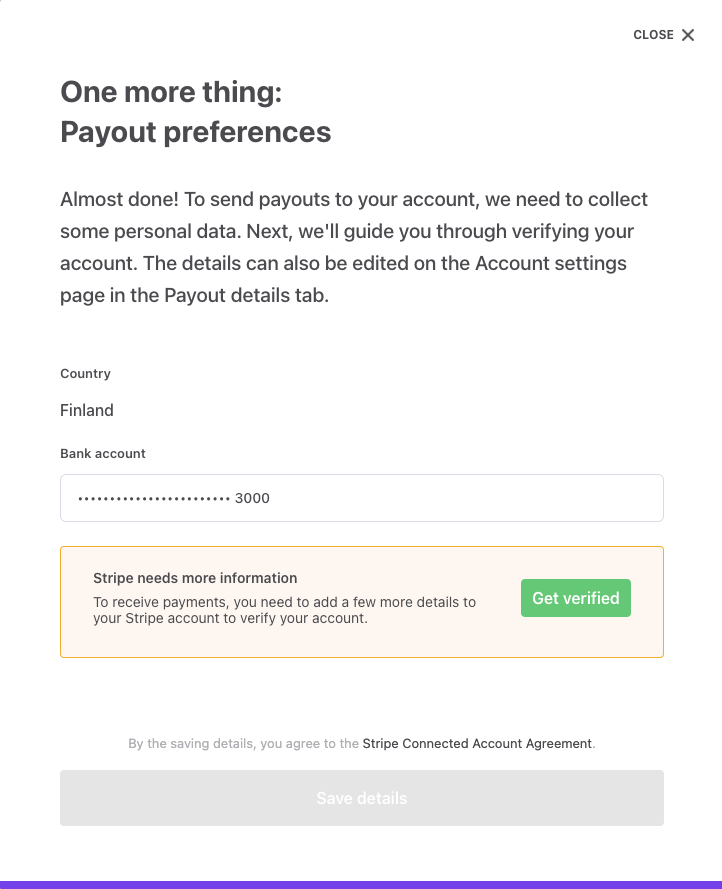 CLOSE
One more thing:
Payout preferences
Almost done! To send payouts to your account, we need to collect
some personal data. Next, we'll guide you through verifying your
account. The details can also be edited on the Account settings
page in the Payout details tab.
Country
Finland
Bank account
•••••••••••••••••••••••• 3000
Stripe needs more information
To receive payments, you need to add a few more details to
your Stripe account to verify your account.
Get verified
By the saving details, you agree to the Stripe Connected Account Agreement.
Save details